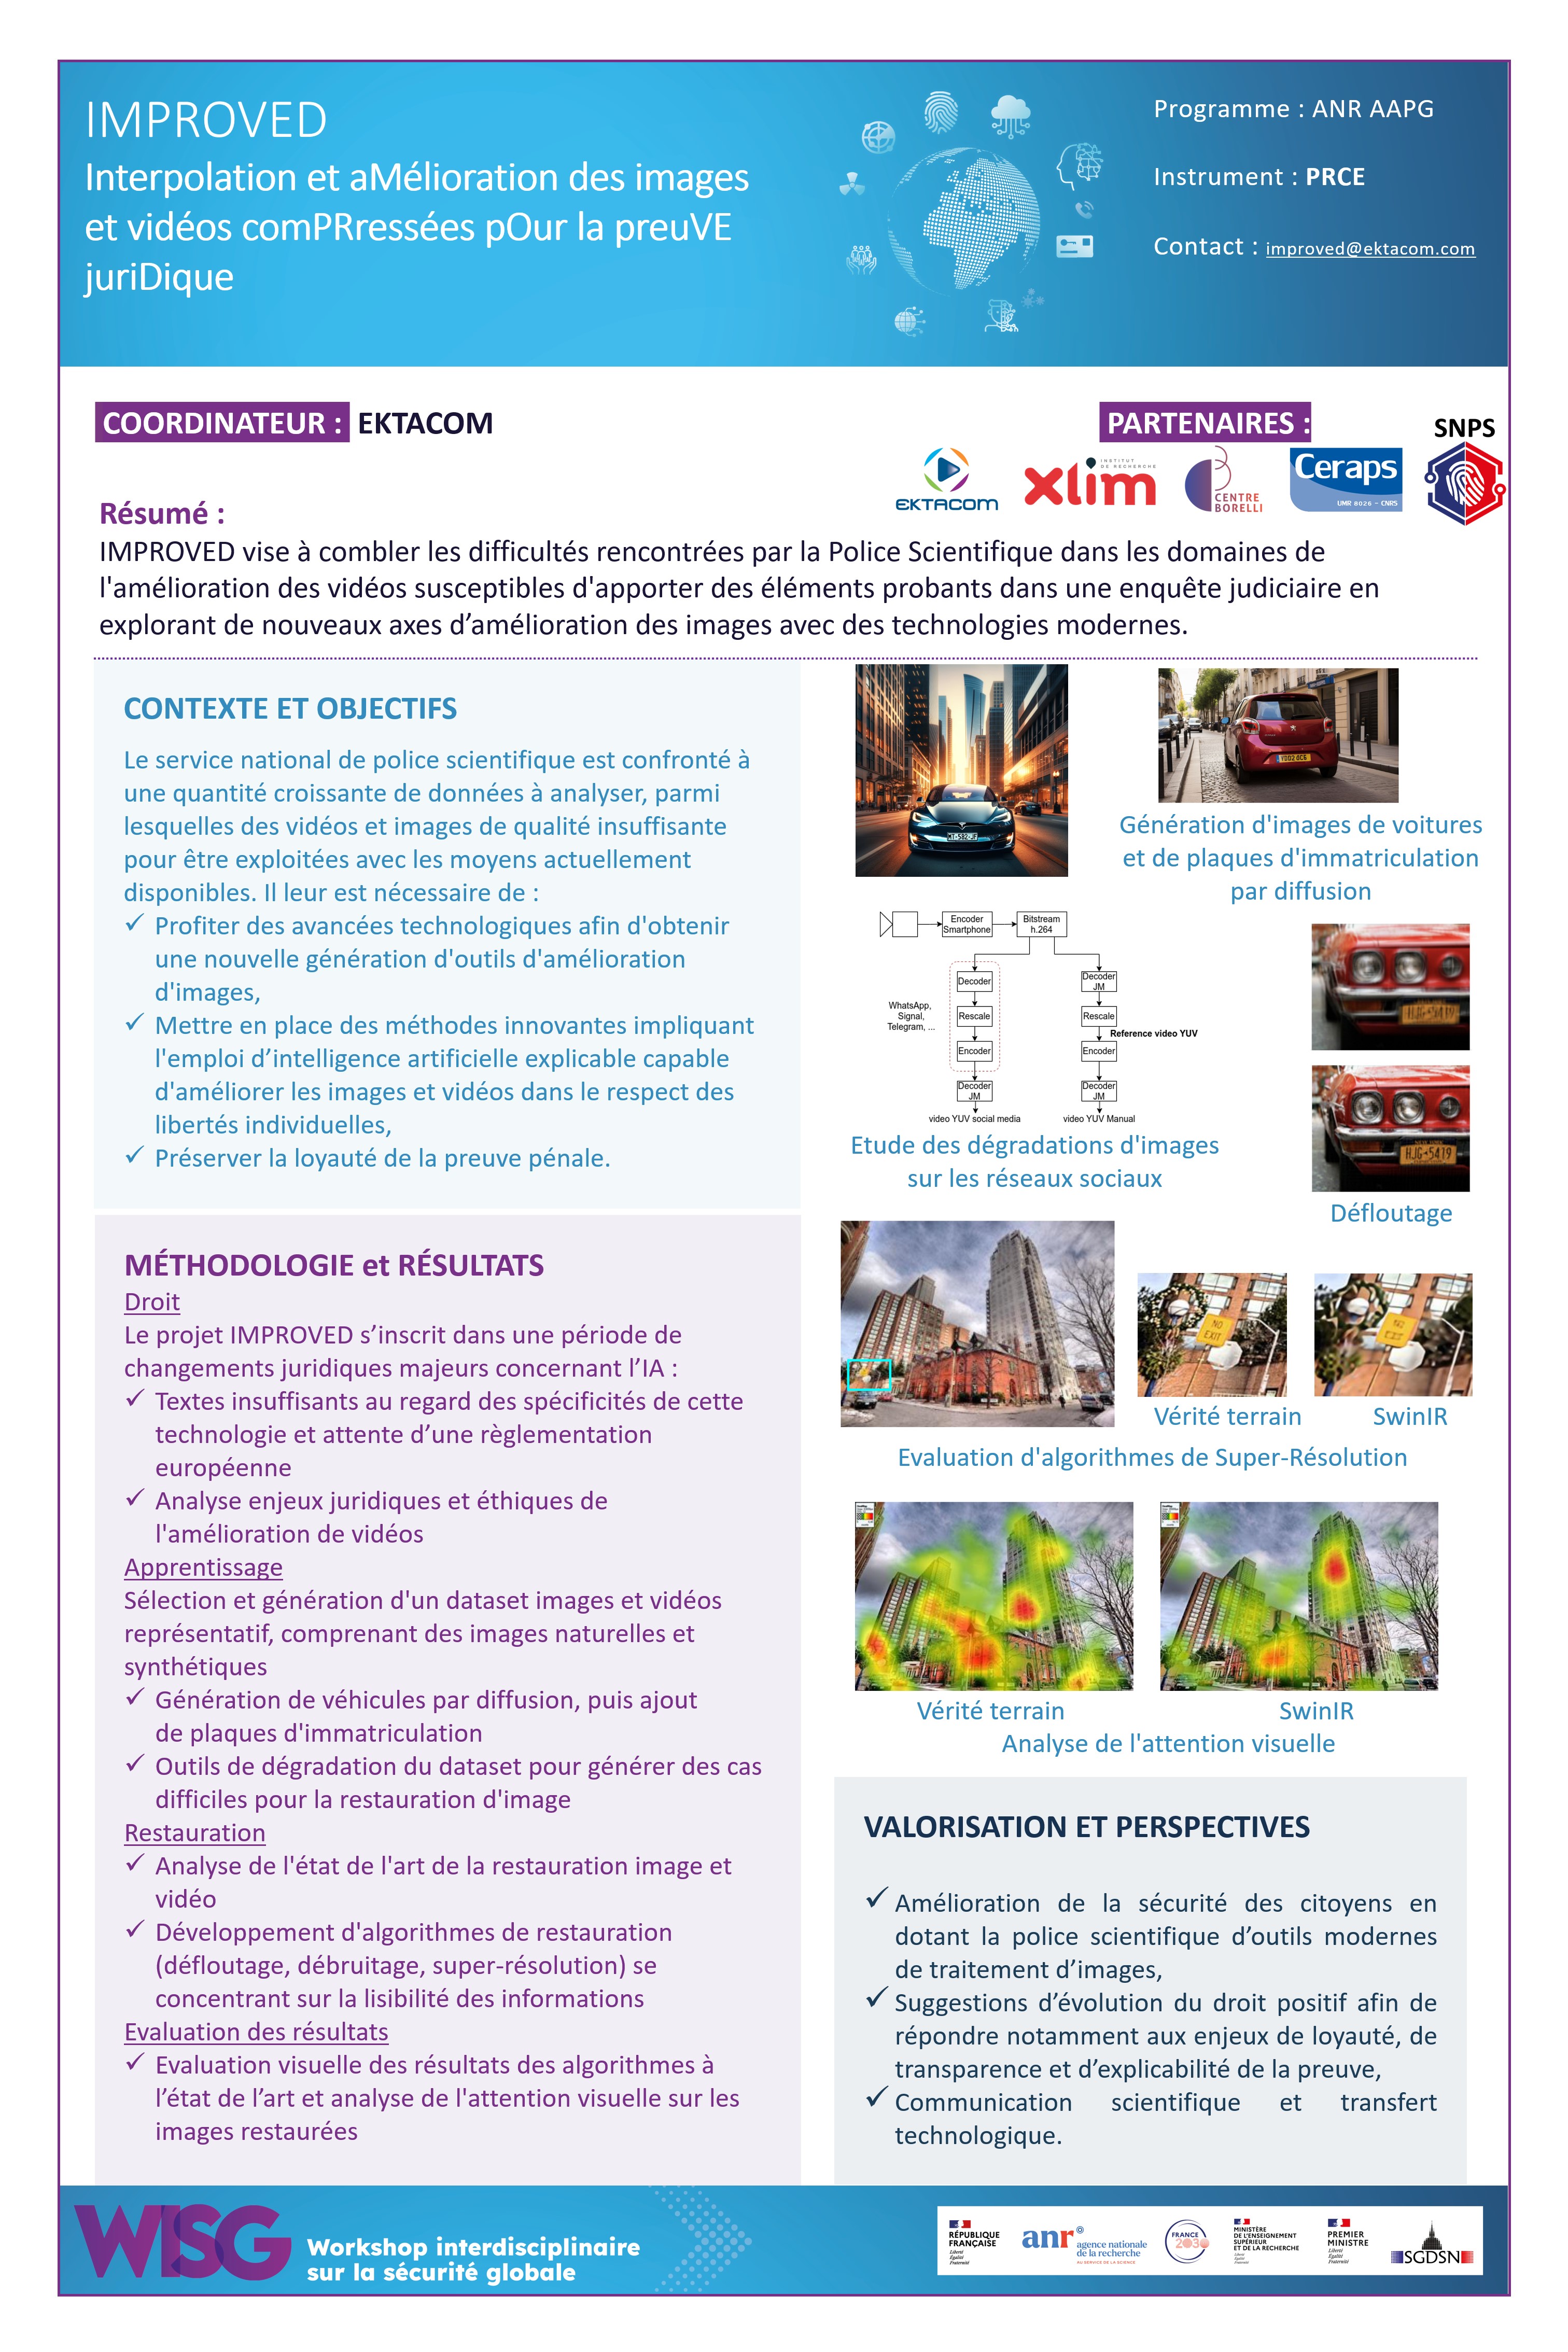 IMPROVED
Interpolation et aMélioration des images
et vidéos comPRressées pOur la preuVE
juriDique
Programme : ANR AAPG
Instrument : PRCE
Contact : improved@ektacom.com
COORDINATEUR : EKTACOM
PARTENAIRES :
EKTACOM
INSTITUT
DE RECHERCHE
xlim
CENTRE
BORELLI
Ceraps
UMR 8026 - CNRS
SNPS
Résumé :
IMPROVED vise à combler les difficultés rencontrées par la Police Scientifique dans les domaines de
l'amélioration des vidéos susceptibles d'apporter des éléments probants dans une enquête judiciaire en
explorant de nouveaux axes d’amélioration des images avec des technologies modernes.
CONTEXTE ET OBJECTIFS
Le service national de police scientifique est confronté à
une quantité croissante de données à analyser, parmi
lesquelles des vidéos et images de qualité insuffisante
pour être exploitées avec les moyens actuellement
disponibles. Il leur est nécessaire de :
✓ Profiter des avancées technologiques afin d'obtenir
une nouvelle génération d'outils d'amélioration
d'images,
✓ Mettre en place des méthodes innovantes impliquant
l'emploi d’intelligence artificielle explicable capable
d'améliorer les images et vidéos dans le respect des
libertés individuelles,
✓ Préserver la loyauté de la preuve pénale.
MÉTHODOLOGIE et RÉSULTATS
Droit
Le projet IMPROVED s’inscrit dans une période de
changements juridiques majeurs concernant l’IA :
✓ Textes insuffisants au regard des spécificités de cette
technologie et attente d’une règlementation
européenne
✓ Analyse enjeux juridiques et éthiques de
l'amélioration de vidéos
Apprentissage
Sélection et génération d'un dataset images et vidéos
représentatif, comprenant des images naturelles et
synthétiques
✓ Génération de véhicules par diffusion, puis ajout
de plaques d'immatriculation
✓ Outils de dégradation du dataset pour générer des cas
difficiles pour la restauration d'image
Restauration
✓ Analyse de l'état de l'art de la restauration image et
vidéo
✓ Développement d'algorithmes de restauration
(défloutage, débruitage, super-résolution) se
concentrant sur la lisibilité des informations
Evaluation des résultats
✓ Evaluation visuelle des résultats des algorithmes à
l’état de l’art et analyse de l'attention visuelle sur les
images restaurées
Génération d'images de voitures
et de plaques d'immatriculation
par diffusion
Encoder
Smartphone
Bitstream
h.264
Decoder
Rescale
Encoder
Decoder
JM
video YUV social media
WhatsApp,
Signal,
Telegram, ...
Decoder
JM
Rescale
Reference video YUV
Encoder
Decoder
JM
video YUV Manual
Etude des dégradations d'images
sur les réseaux sociaux
HJG-5419
Défloutage
NO
EXIT
NO
EXIT
Vérité terrain
SwinIR
Evaluation d'algorithmes de Super-Résolution
Vérité terrain
SwinIR
Analyse de l'attention visuelle
VALORISATION ET PERSPECTIVES
✓ Amélioration de la sécurité des citoyens en
dotant la police scientifique d’outils modernes
de traitement d’images,
✓ Suggestions d’évolution du droit positif afin de
répondre notamment aux enjeux de loyauté, de
transparence et d’explicabilité de la preuve,
✓ Communication scientifique et transfert
technologique.
WISG
Workshop interdisciplinaire
sur la sécurité globale
RÉPUBLIQUE
FRANÇAISE
Liberté
Égalité
Fraternité
anr
agence nationale
de la recherche
AU SERVICE DE LA SCIENCE
FRANCE
2030
MINISTÈRE
DE L'ENSEIGNEMENT
SUPÉRIEUR
ET DE LA RECHERCHE
Liberté
Égalité
Fraternité
PREMIER
MINISTRE
Liberté
Égalité
Fraternité
SGDSN